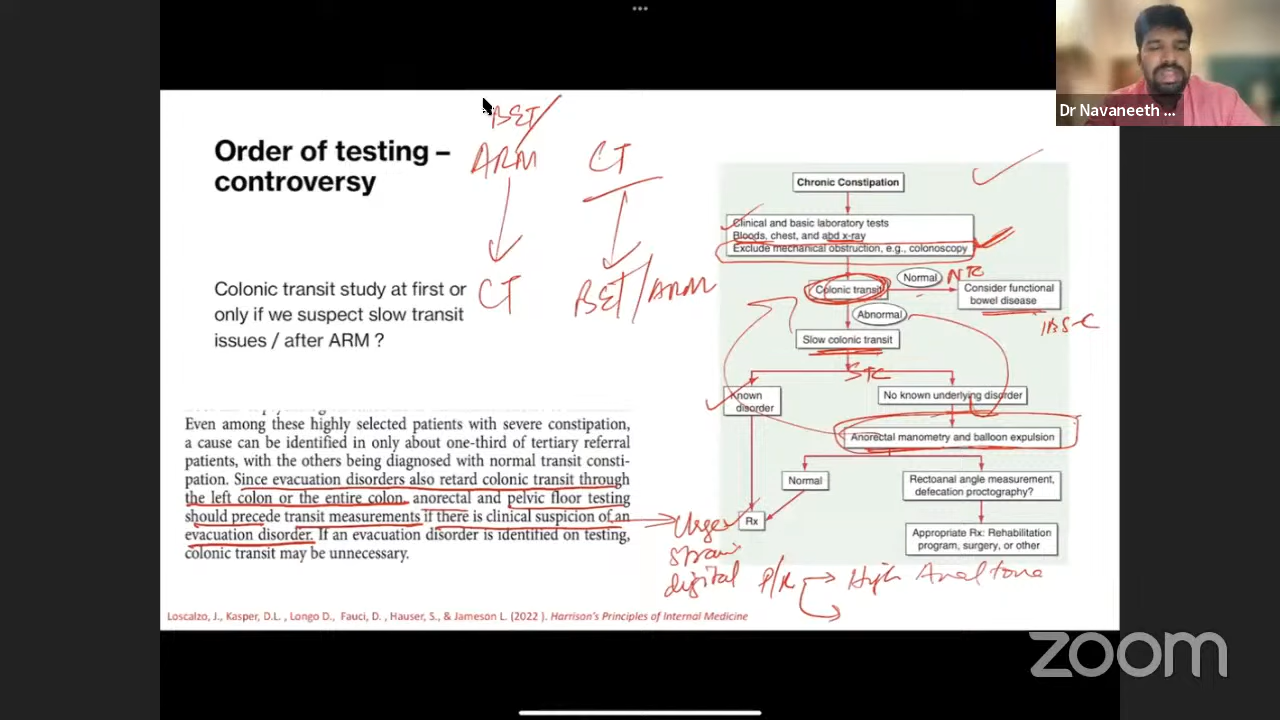 Dr Navaneeth ...
Order of testing –
controversy
BET/
ARM
CT
CT
BET/ARM
Colonic transit study at first or
only if we suspect slow transit
issues / after ARM ?
Even among these highly selected patients with severe constipation,
a cause can be identified in only about one-third of tertiary referral
patients, with the others being diagnosed with normal transit consti-
pation. Since evacuation disorders also retard colonic transit through
the left colon or the entire colon, anorectal and pelvic floor testing
should precede transit measurements if there is clinical suspicion of an
evacuation disorder. If an evacuation disorder is identified on testing,
colonic transit may be unnecessary.
Chronic Constipation
Clinical and basic laboratory tests
Bloods, chest, and abd x-ray
Exclude mechanical obstruction, e.g., colonoscopy
Colonic transit
Normal
NTC
Consider functional
bowel disease
IBS-C
Abnormal
Slow colonic transit
STC
Known
disorder
No known underlying disorder
Anorectal manometry and balloon expulsion
Normal
Rectoanal angle measurement,
defecation proctography?
Rx
Appropriate Rx: Rehabilitation
program, surgery, or other
Urge
strain
digital P/R
High Anal tone
Loscalzo, J., Kasper, D.L. , Longo D., Fauci, D. , Hauser, S., & Jameson L. (2022 ). Harrison's Principles of Internal Medicine
zoom